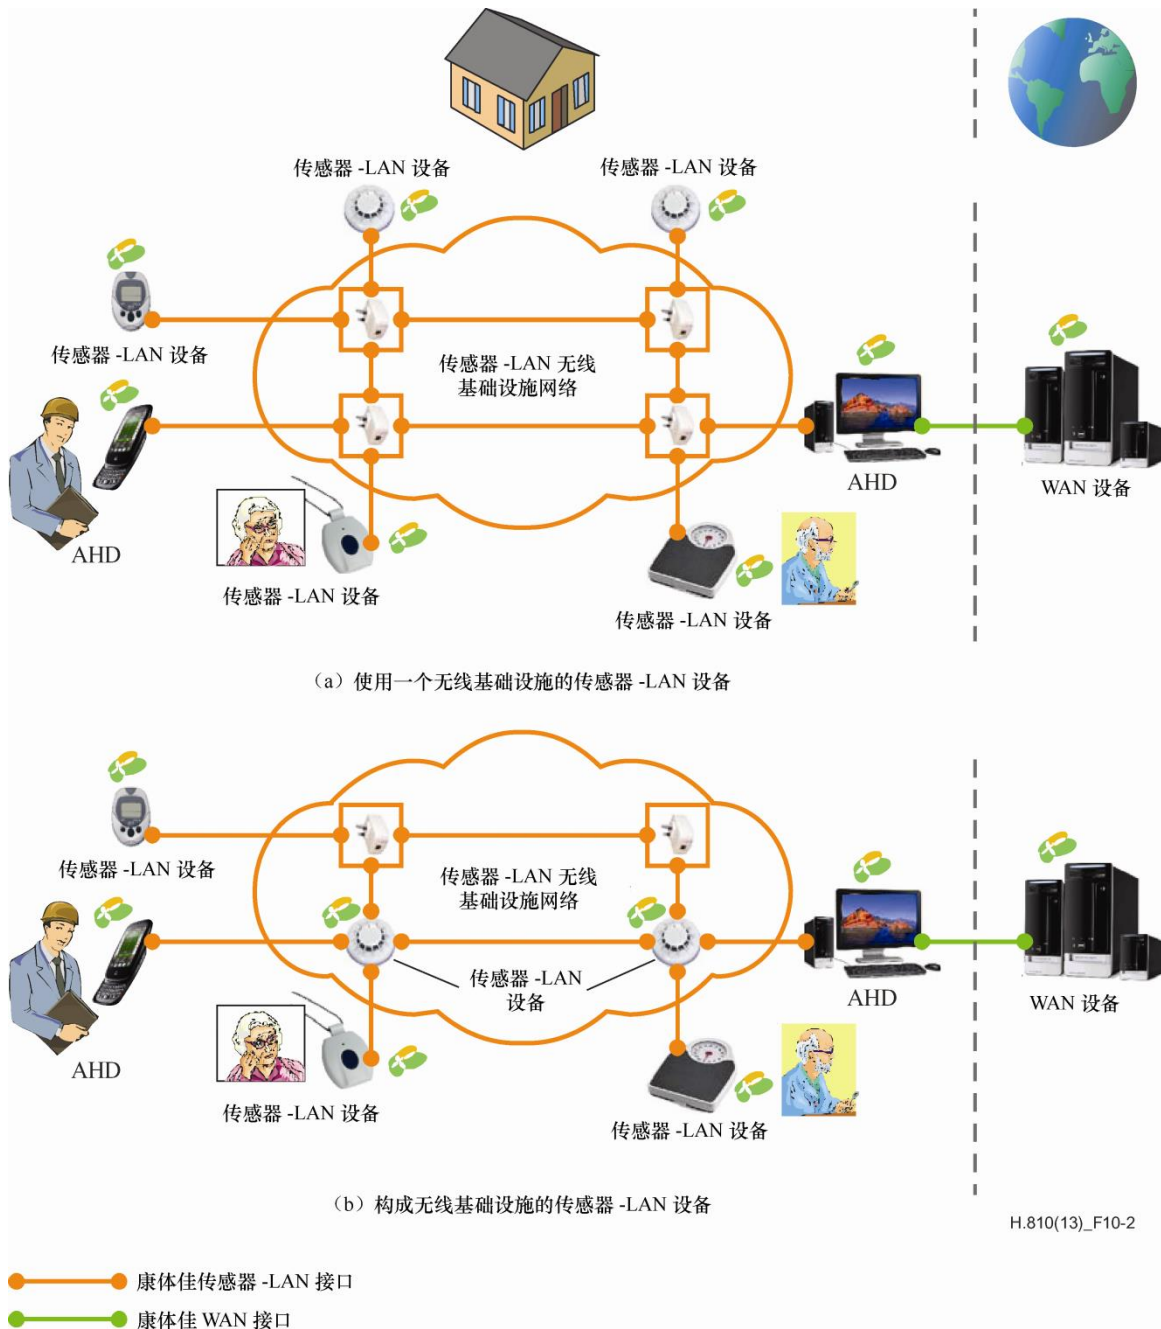 传感器 -LAN 设备
传感器 -LAN 设备
传感器 -LAN 设备
传感器 -LAN 无线
基础设施网络
AHD
WAN 设备
AHD
传感器 -LAN 设备
传感器 -LAN 设备
（a）使用一个无线基础设施的传感器 -LAN 设备
传感器 -LAN 设备
传感器 -LAN 无线
基础设施网络
传感器 -LAN
设备
AHD
WAN 设备
AHD
传感器 -LAN 设备
传感器 -LAN 设备
（b）构成无线基础设施的传感器 -LAN 设备
H.810(13)_F10-2
康体佳传感器 -LAN 接口
康体佳 WAN 接口